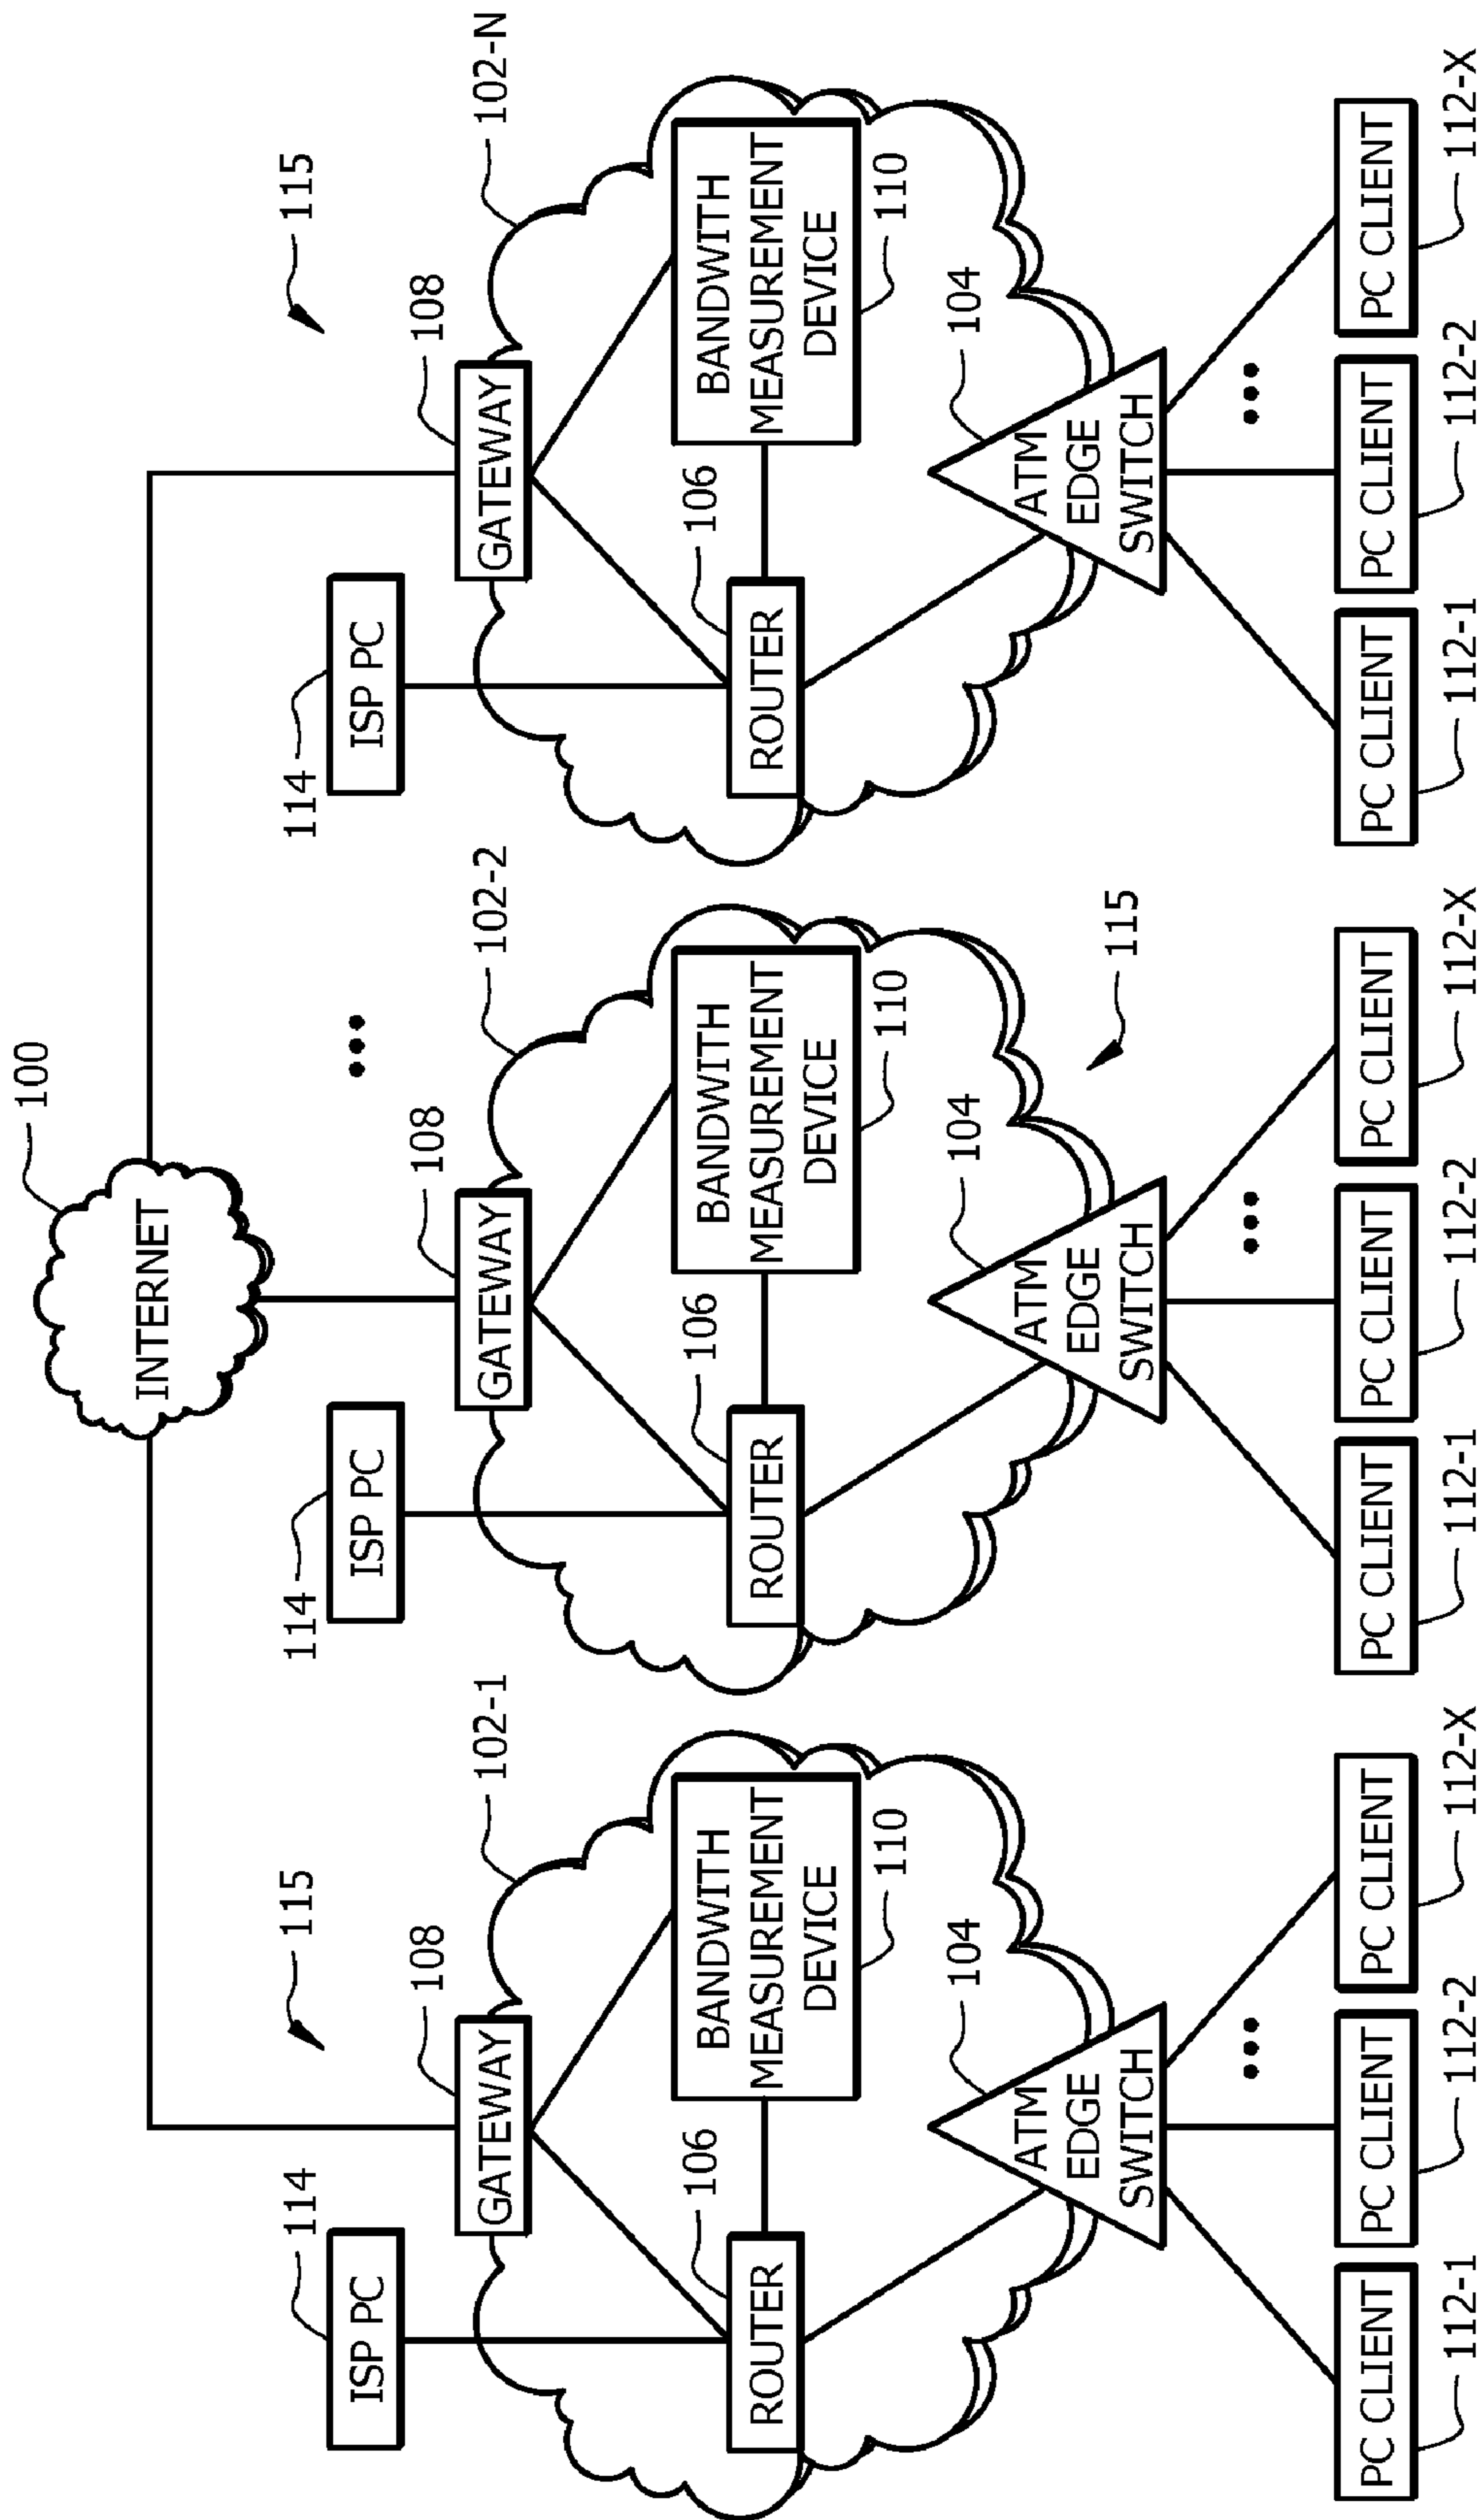 100
INTERNET
114
ISP PC
115
108
GATEWAY
102-1
106
ROUTER
BANDWITH
MEASUREMENT
DEVICE
110
104
ATM
EDGE
SWITCH
PC CLIENT
112-1
PC CLIENT
112-2
...
PC CLIENT
112-X
114
ISP PC
108
GATEWAY
102-2
...
106
ROUTER
BANDWITH
MEASUREMENT
DEVICE
110
104
115
ATM
EDGE
SWITCH
PC CLIENT
112-1
PC CLIENT
112-2
...
PC CLIENT
112-X
114
ISP PC
115
108
GATEWAY
102-N
106
ROUTER
BANDWITH
MEASUREMENT
DEVICE
110
104
ATM
EDGE
SWITCH
PC CLIENT
112-1
PC CLIENT
112-2
...
PC CLIENT
112-X